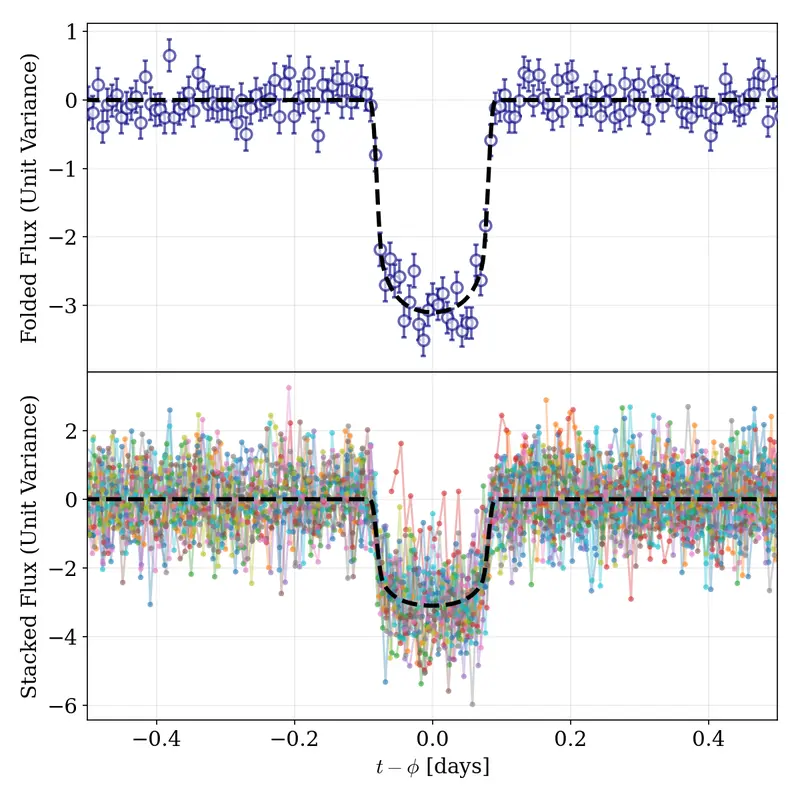 Folded Flux (Unit Variance)
1
0
−1
−2
−3
Stacked Flux (Unit Variance)
2
0
−2
−4
−6
−0.4 −0.2 0.0 0.2 0.4
t − ϕ [days]